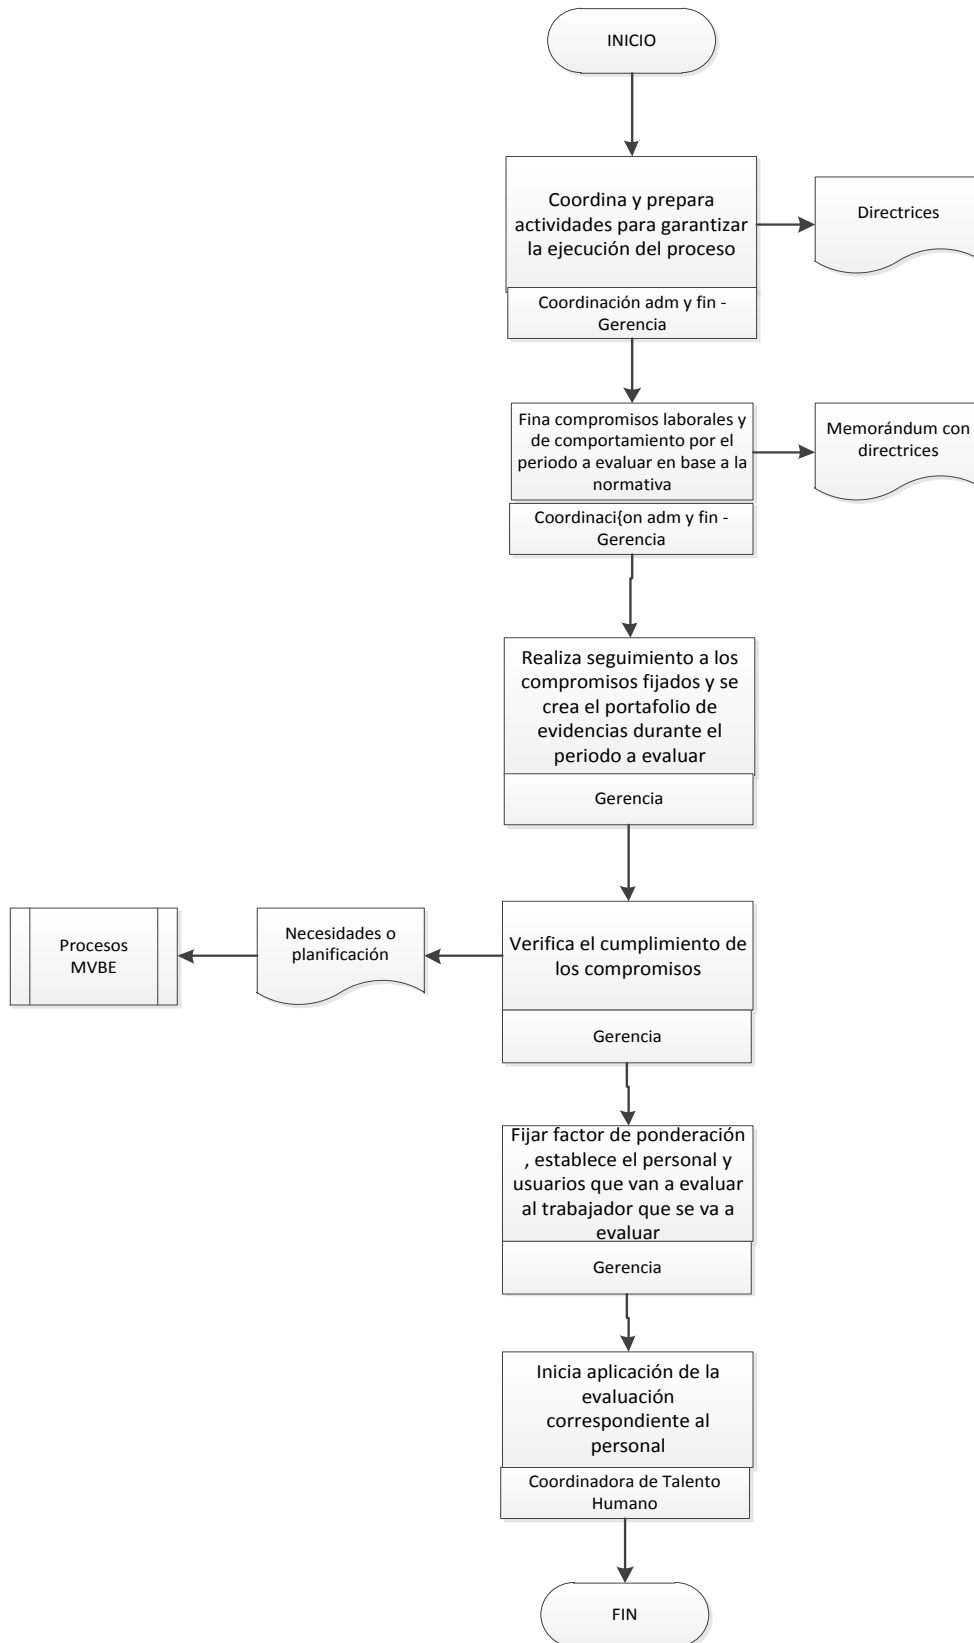 INICIO
Coordina y prepara
actividades para garantizar
la ejecución del proceso
Directrices
Coordinación adm y fin -
Gerencia
Fina compromisos laborales y
de comportamiento por el
periodo a evaluar en base a la
normativa
Memorándum con
directrices
Coordinaci{on adm y fin -
Gerencia
Realiza seguimiento a los
compromisos fijados y se
crea el portafolio de
evidencias durante el
periodo a evaluar
Gerencia
Procesos
MVBE
Necesidades o
planificación
Verifica el cumplimiento de
los compromisos
Gerencia
Fijar factor de ponderación
, establece el personal y
usuarios que van a evaluar
al trabajador que se va a
evaluar
Gerencia
Inicia aplicación de la
evaluación
correspondiente al
personal
Coordinadora de Talento
Humano
FIN